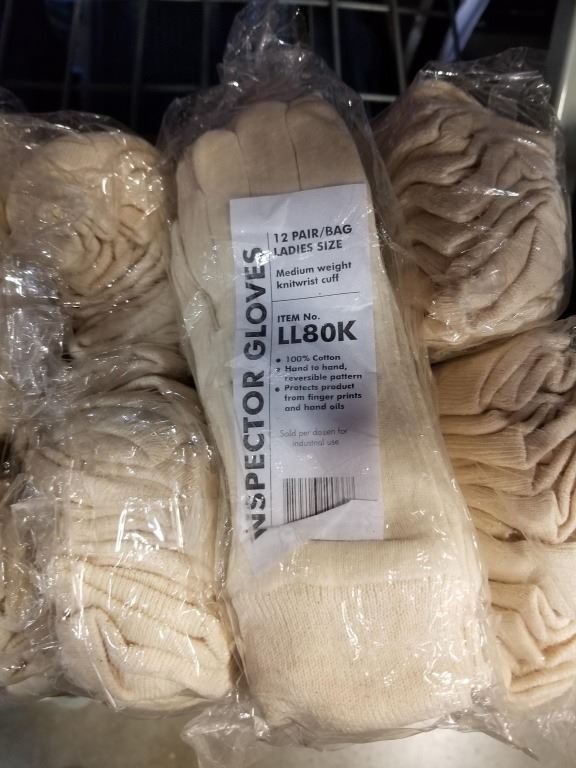 INSPECTOR GLOVES
12 PAIR/BAG
LADIES SIZE
Medium weight
knitwrist cuff
ITEM No.
LL80K
• 100% Cotton
• Hand to hand,
reversible pattern
• Protects product
from finger prints
and hand oils
Sold per dozen for
industrial use